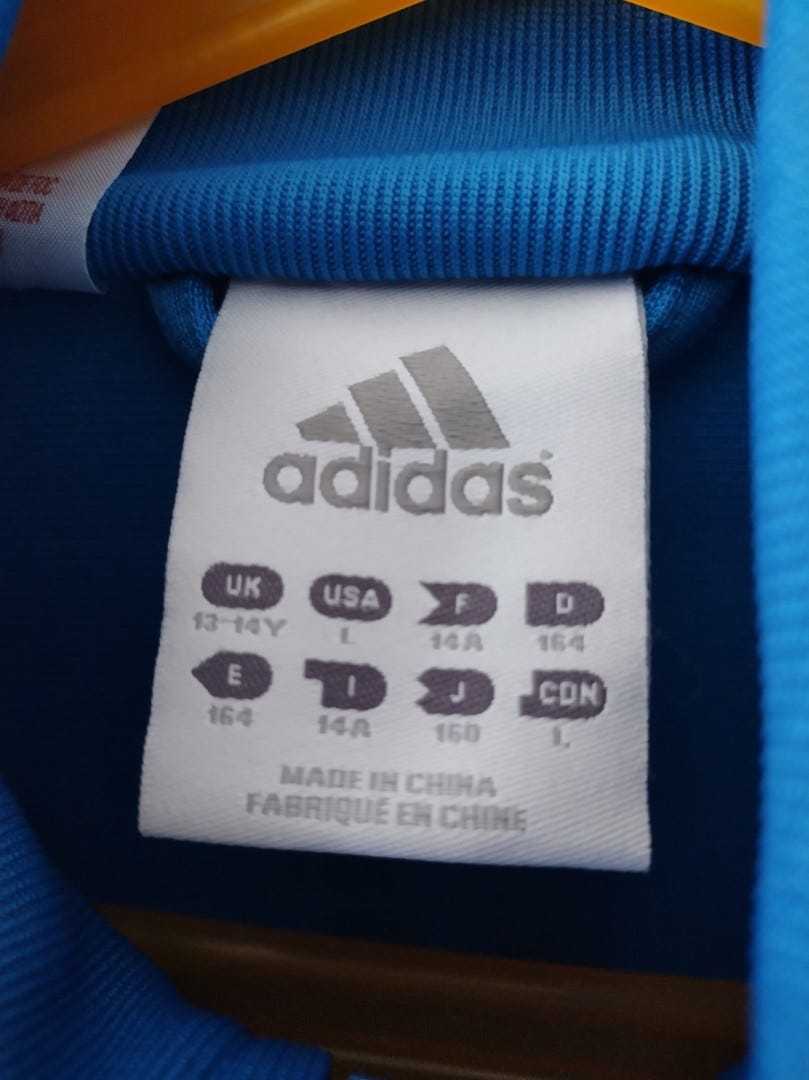 adidas
UK USA F D
13-14Y L 14A 164
E I J CDN
164 14A 160 L
MADE IN CHINA
FABRIQUÉ EN CHINE